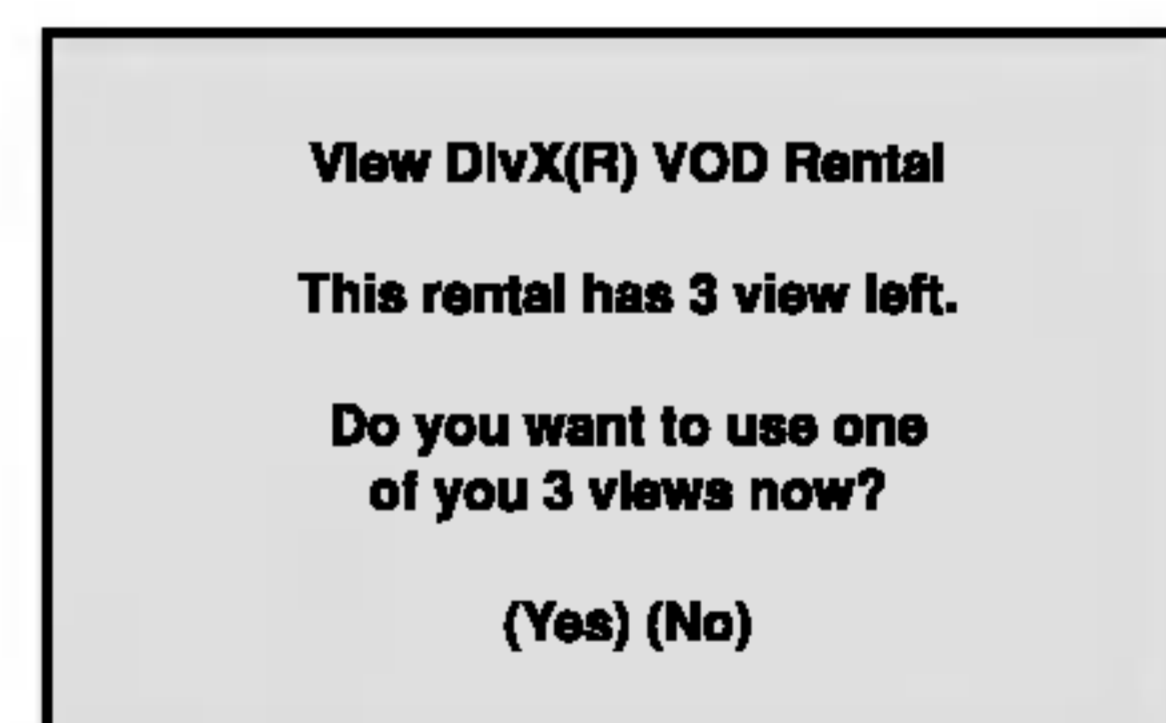 View DivX(R) VOD Rental
This rental has 3 view left.
Do you want to use one
of you 3 views now?
(Yes) (No)